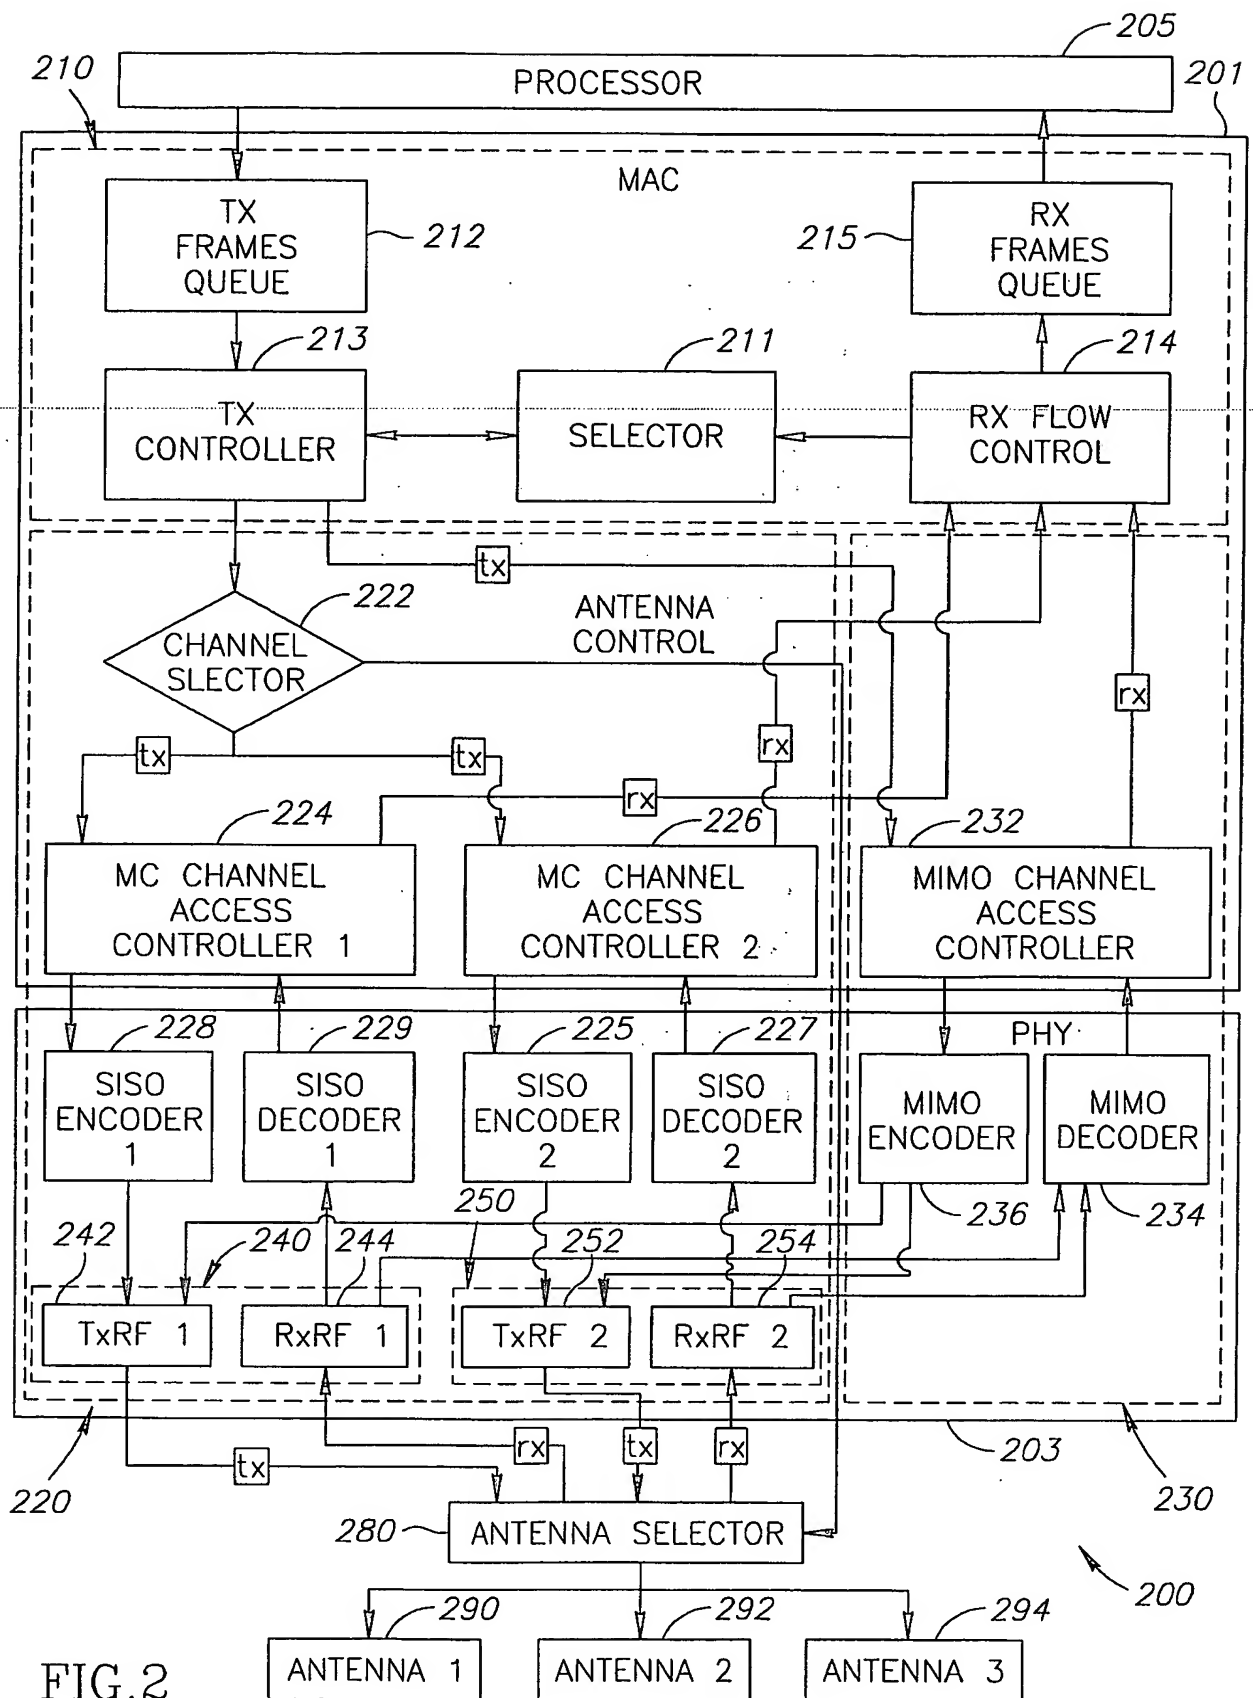 205
PROCESSOR
210
201
MAC
TX
FRAMES
QUEUE
212
215
RX
FRAMES
QUEUE
213
211
214
TX
CONTROLLER
SELECTOR
RX FLOW
CONTROL
tx
222
ANTENNA
CONTROL
CHANNEL
SLECTOR
rx
tx
tx
rx
rx
224
226
232
MC CHANNEL
ACCESS
CONTROLLER 1
MC CHANNEL
ACCESS
CONTROLLER 2
MIMO CHANNEL
ACCESS
CONTROLLER
228
229
225
227
PHY
SISO
ENCODER
1
SISO
DECODER
1
SISO
ENCODER
2
SISO
DECODER
2
MIMO
ENCODER
MIMO
DECODER
250
236
234
242
240
244
252
254
TxRF 1
RxRF 1
TxRF 2
RxRF 2
203
tx
rx
tx
rx
220
230
280
ANTENNA SELECTOR
200
290
292
294
ANTENNA 1
ANTENNA 2
ANTENNA 3
FIG.2